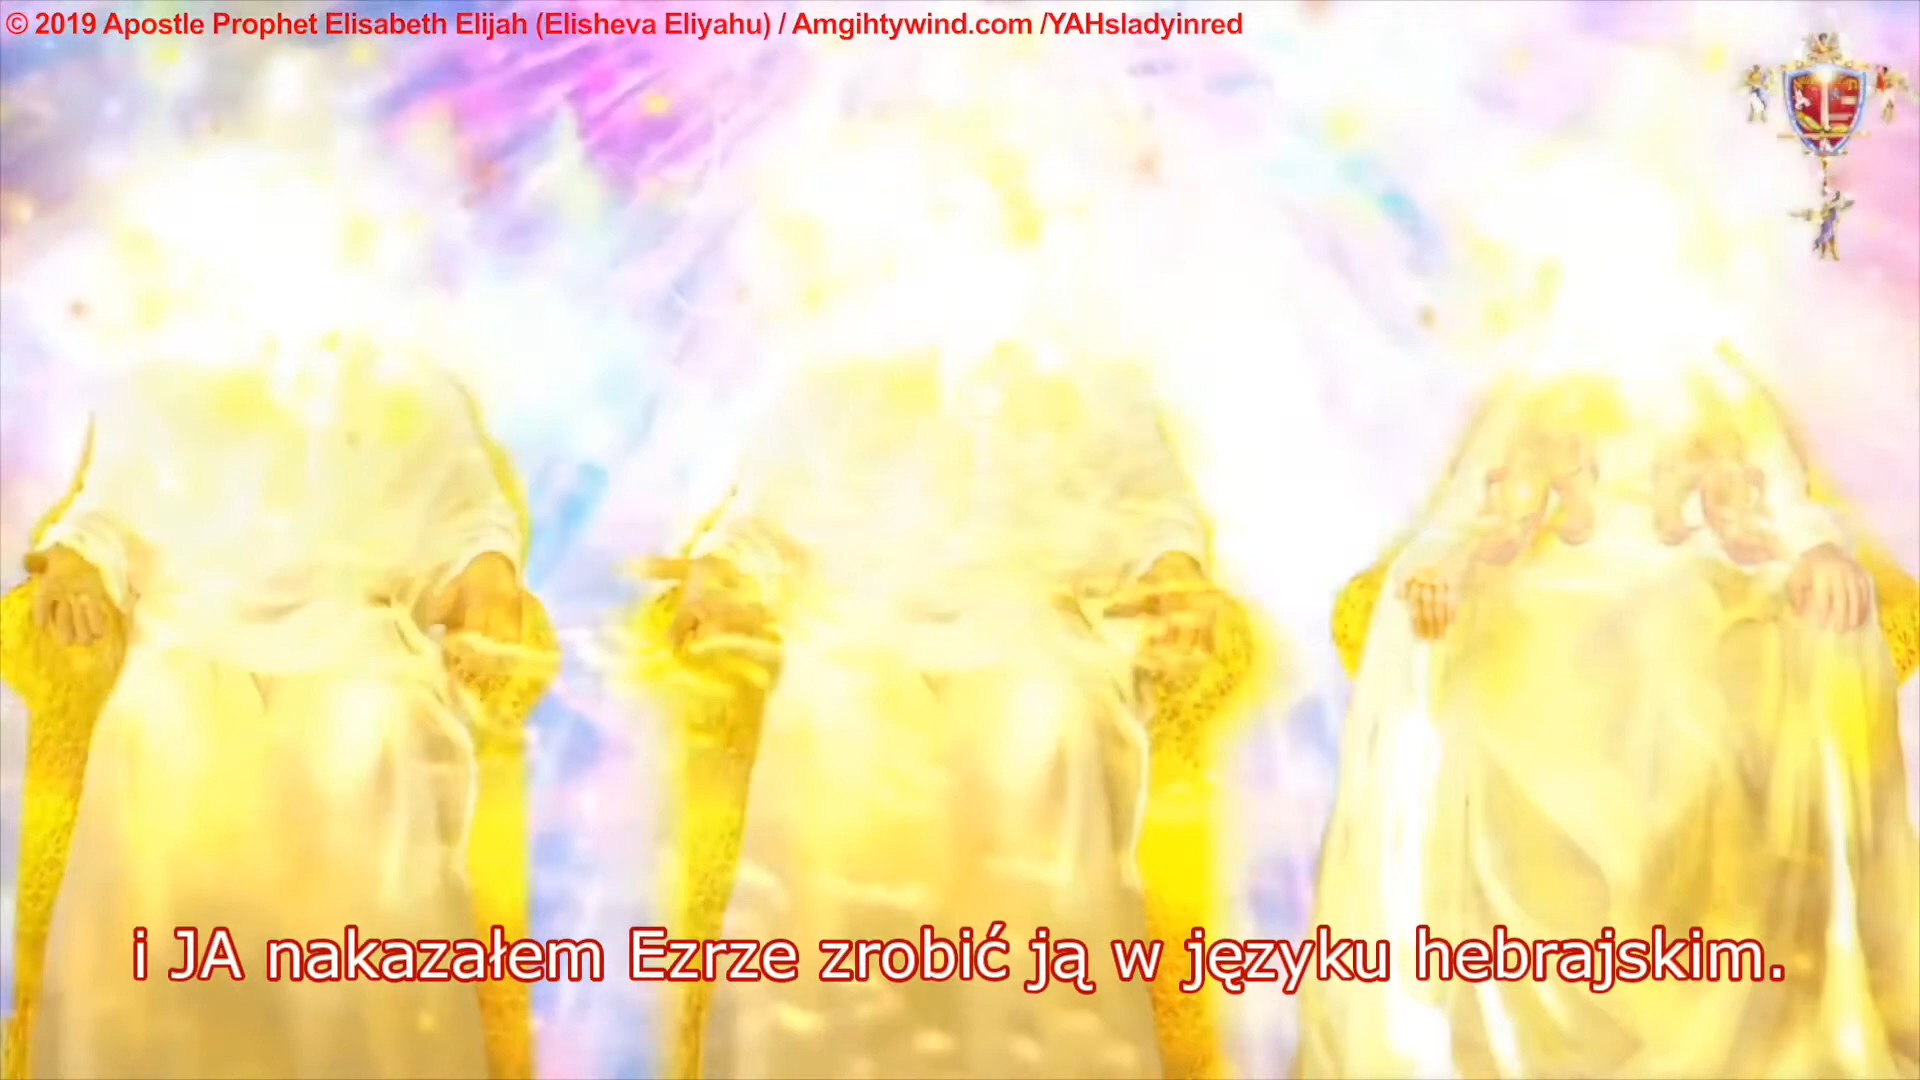 © 2019 Apostle Prophet Elisabeth Elijah (Elisheva Eliyahu) / Amgihtywind.com /YAHsladyinred
i JA nakazałem Ezrze zrobić ją w języku hebrajskim.